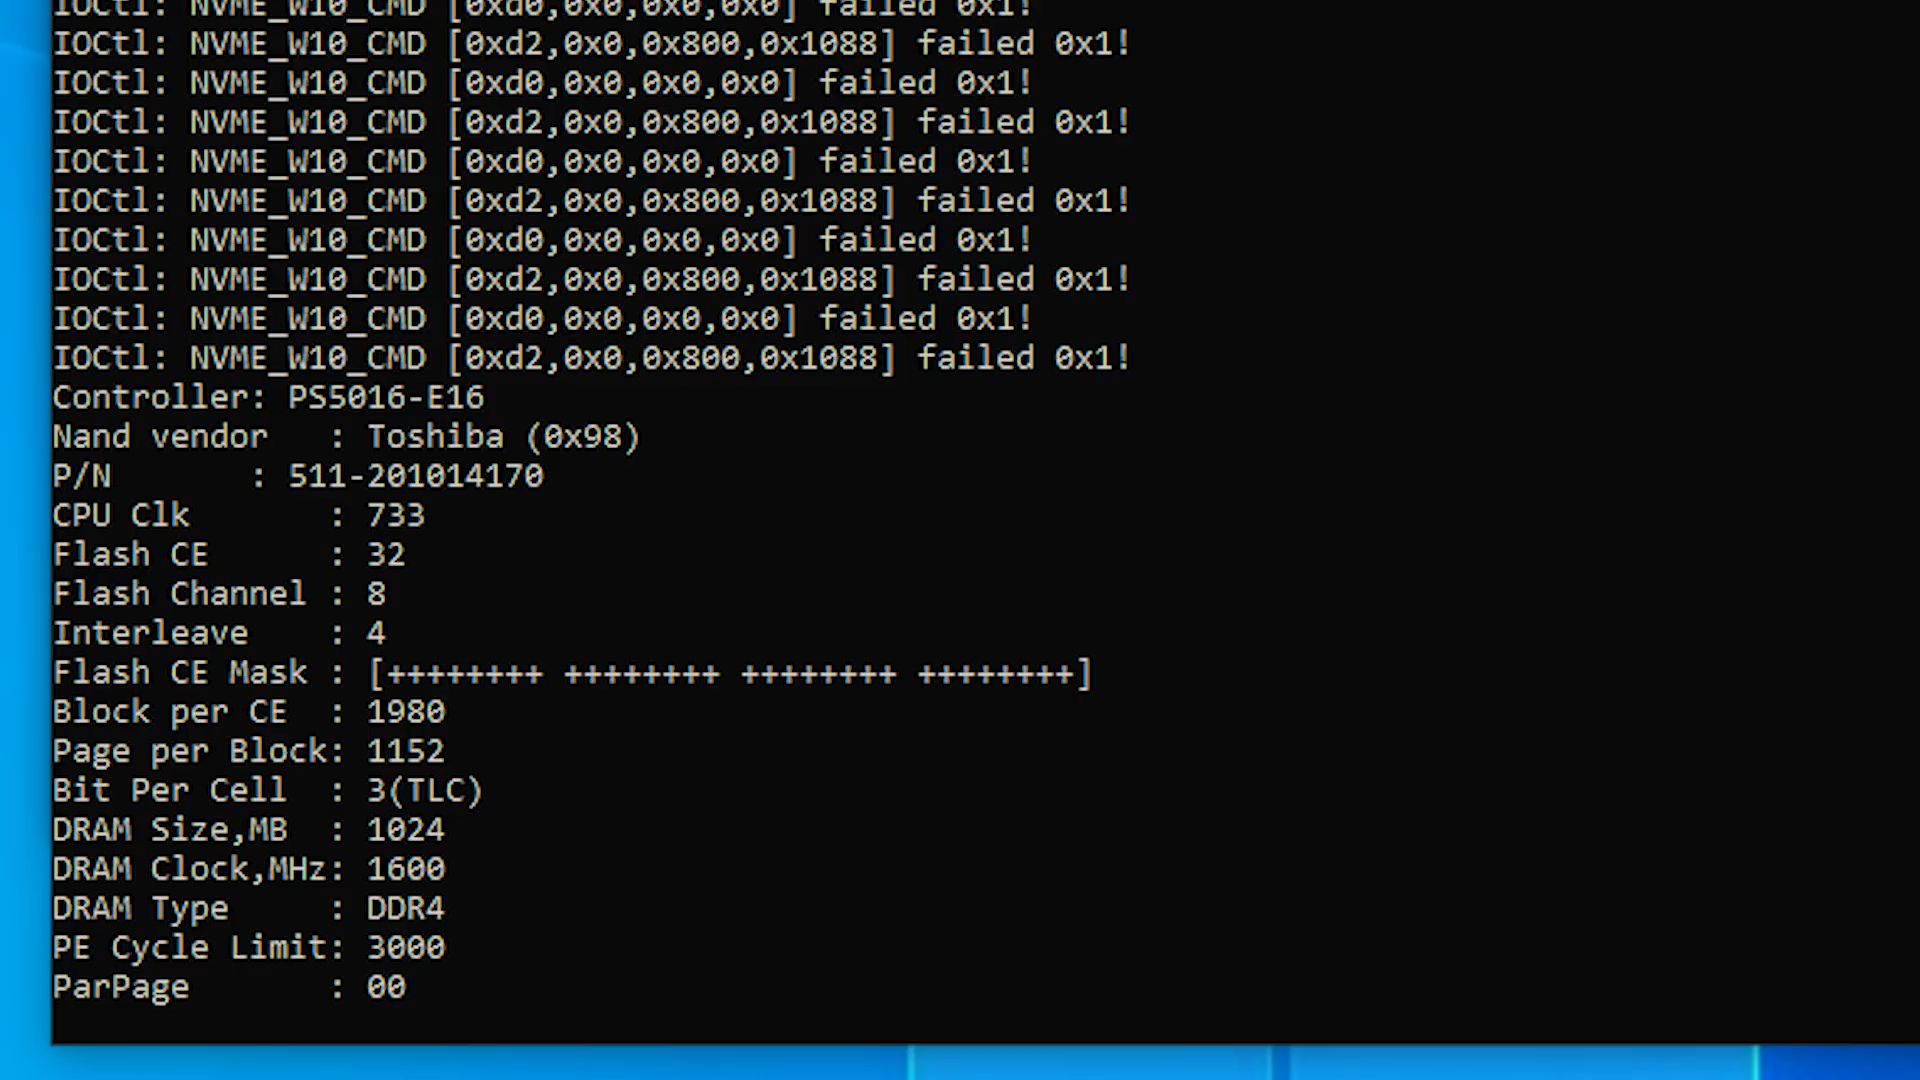 IOCtl: NVME_W10_CMD [0xd0,0x0,0x0,0x0] failed 0x1!
IOCtl: NVME_W10_CMD [0xd2,0x0,0x800,0x1088] failed 0x1!
IOCtl: NVME_W10_CMD [0xd0,0x0,0x0,0x0] failed 0x1!
IOCtl: NVME_W10_CMD [0xd2,0x0,0x800,0x1088] failed 0x1!
IOCtl: NVME_W10_CMD [0xd0,0x0,0x0,0x0] failed 0x1!
IOCtl: NVME_W10_CMD [0xd2,0x0,0x800,0x1088] failed 0x1!
IOCtl: NVME_W10_CMD [0xd0,0x0,0x0,0x0] failed 0x1!
IOCtl: NVME_W10_CMD [0xd2,0x0,0x800,0x1088] failed 0x1!
IOCtl: NVME_W10_CMD [0xd0,0x0,0x0,0x0] failed 0x1!
IOCtl: NVME_W10_CMD [0xd2,0x0,0x800,0x1088] failed 0x1!
Controller: PS5016-E16
Nand vendor   : Toshiba (0x98)
P/N       : 511-201014170
CPU Clk       : 733
Flash CE      : 32
Flash Channel : 8
Interleave    : 4
Flash CE Mask : [++++++++ ++++++++ ++++++++ ++++++++]
Block per CE  : 1980
Page per Block: 1152
Bit Per Cell  : 3(TLC)
DRAM Size,MB  : 1024
DRAM Clock,MHz: 1600
DRAM Type     : DDR4
PE Cycle Limit: 3000
ParPage       : 00